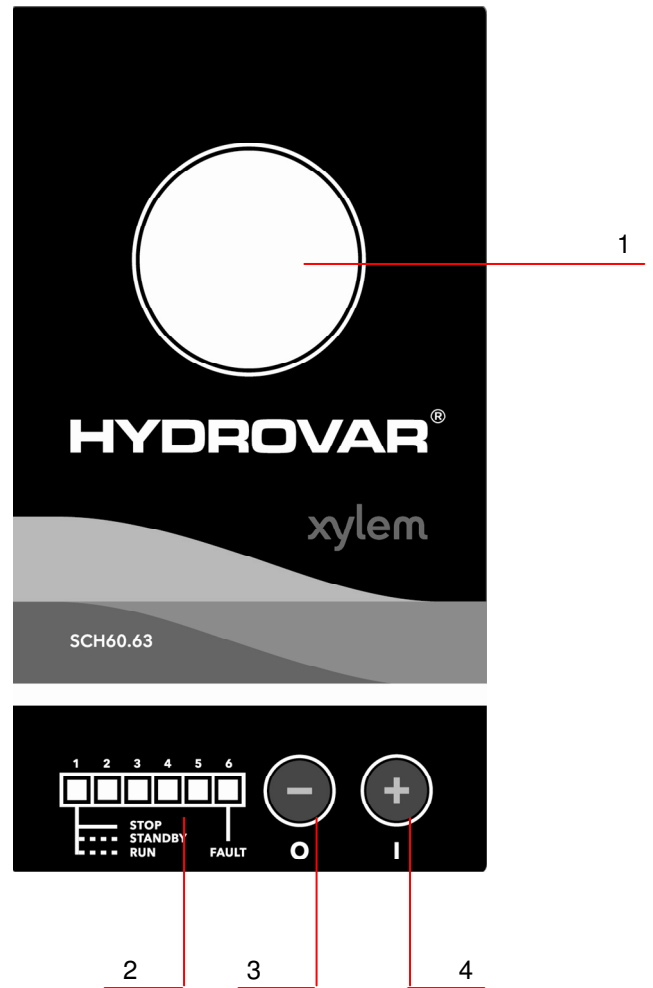 1
HYDROVAR®
xylem
SCH60.63
1 2 3 4 5 6
STOP
STANDBY
RUN
FAULT
O I
2 3 4